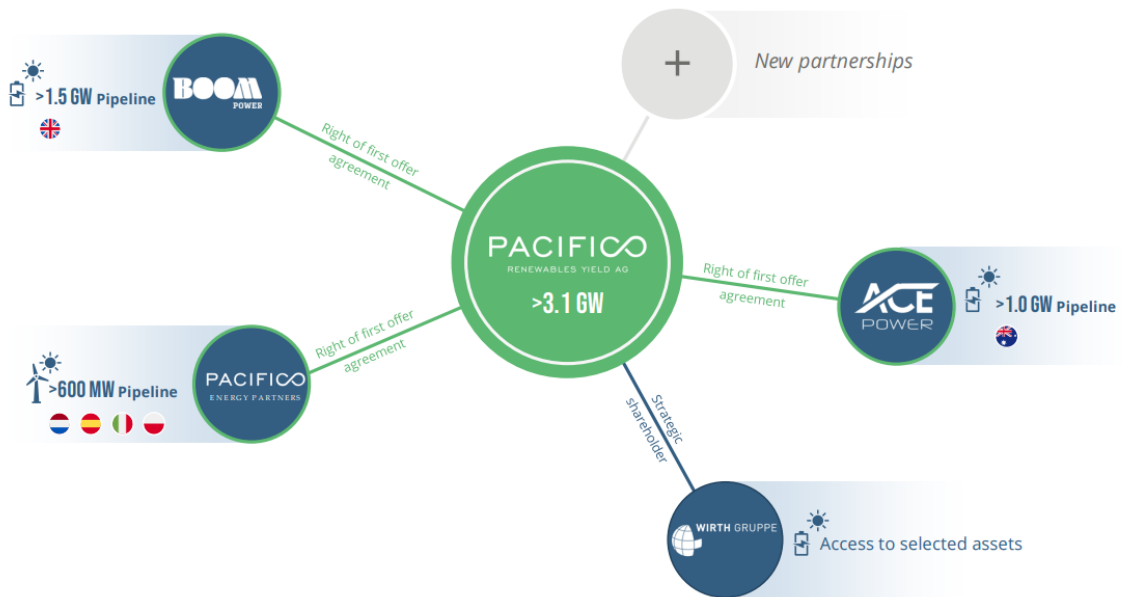 BOOM
POWER
>1.5 GW Pipeline
Right of first offer
agreement
+
New partnerships
PACIFICO
RENEWABLES YIELD AG
>3.1 GW
Right of first offer
agreement
ACE
POWER
>1.0 GW Pipeline
Right of first offer
agreement
PACIFICO
ENERGY PARTNERS
>600 MW Pipeline
Strategic
shareholder
WIRTH GRUPPE
Access to selected assets